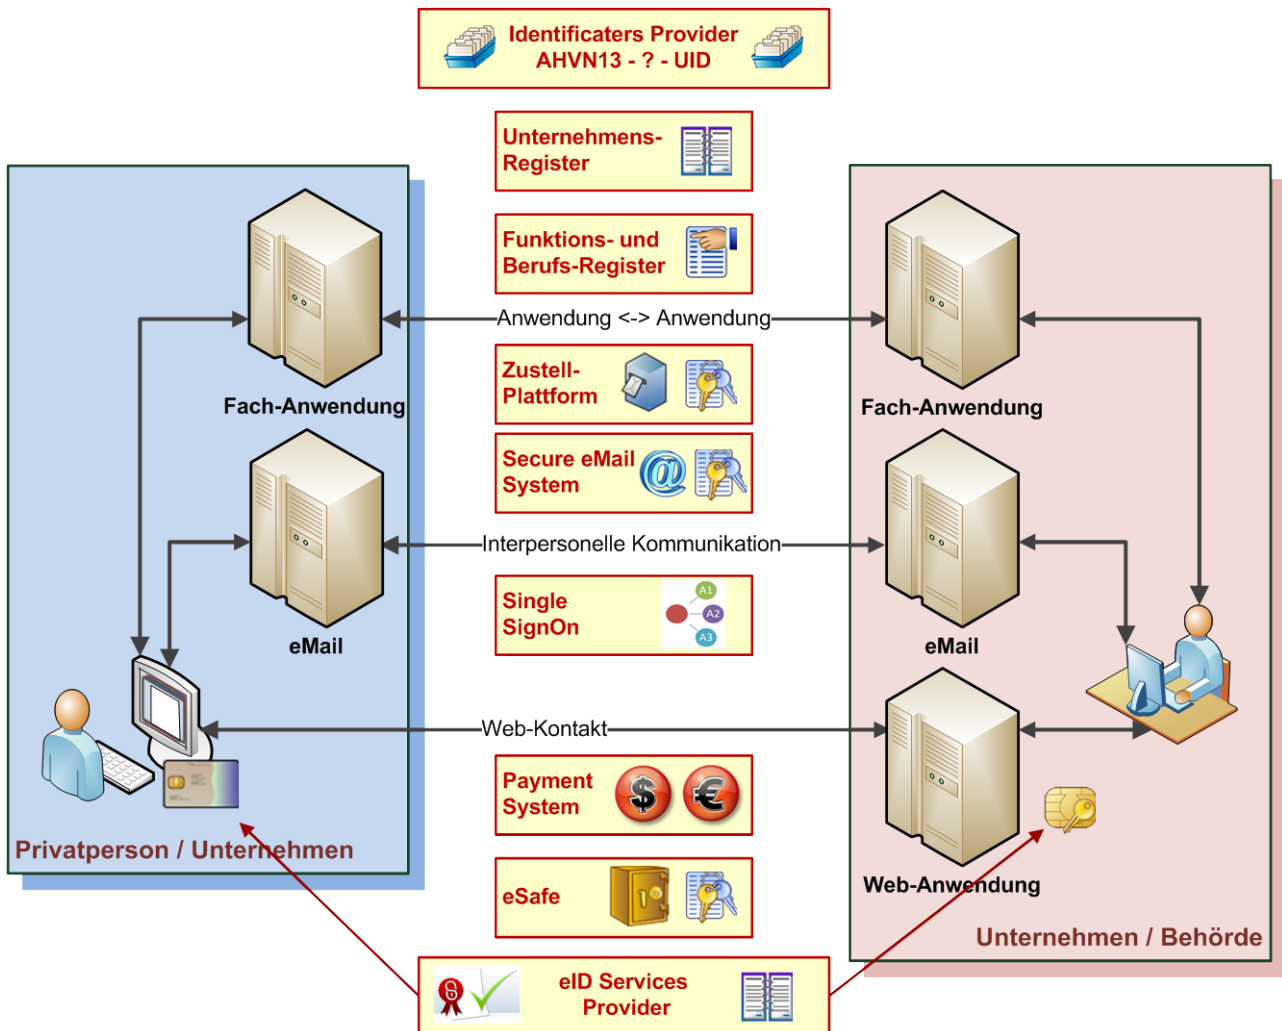 Identificaters Provider
AHVN13 - ? - UID
Unternehmens-
Register
Funktions- und
Berufs-Register
Anwendung <-> Anwendung
Fach-Anwendung
Zustell-
Plattform
Fach-Anwendung
Secure eMail
System
Interpersonelle Kommunikation
eMail
Single
SignOn
A1
A2
A3
eMail
Web-Kontakt
Payment
System
$
€
Privatperson / Unternehmen
eSafe
Web-Anwendung
Unternehmen / Behörde
eID Services
Provider